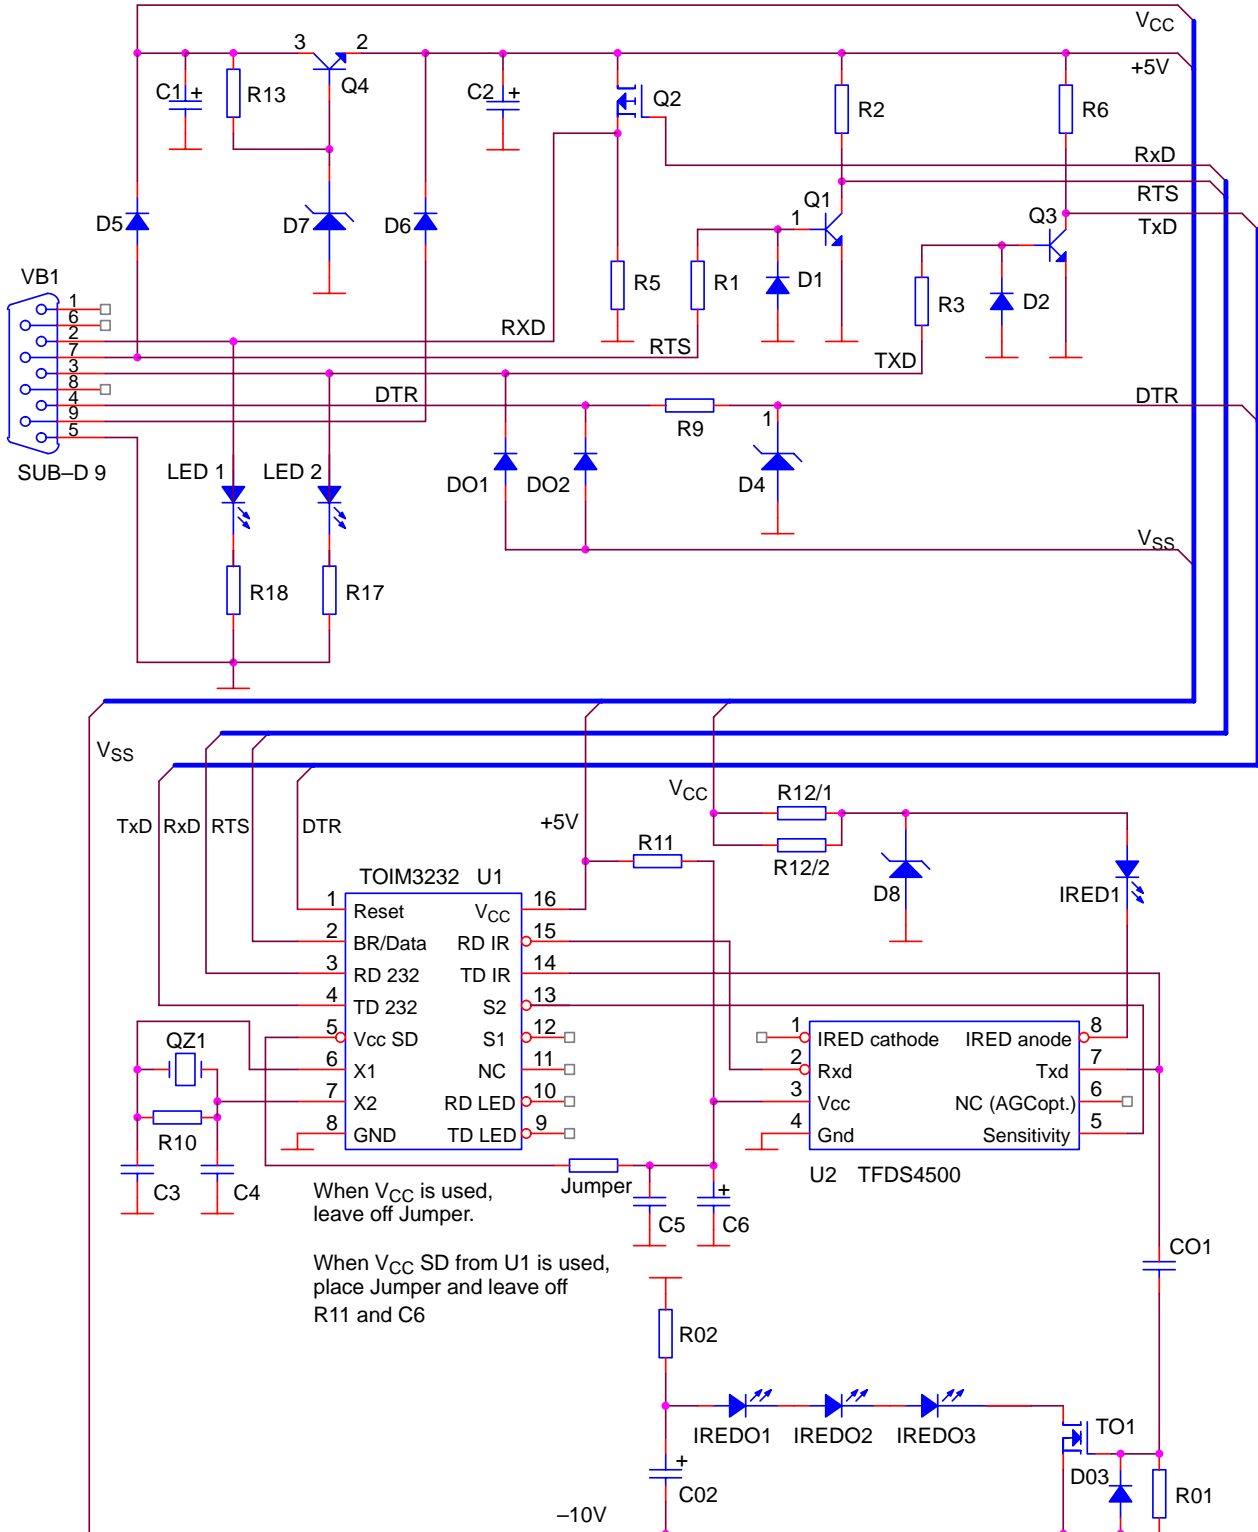 VCC
3 2
+5V
Q4
C1 +
R13
C2 +
Q2
R2
R6
RxD
RTS
TxD
Q1
1
Q3
D5
D7
D6
VB1
R5
R1
D1
R3
D2
1
6
2
7
3
8
4
9
5
RXD
RTS
TXD
DTR
R9
1
DTR
SUB–D 9
LED 1
LED 2
DO1
DO2
D4
VSS
R18
R17
VSS
TxD
RxD
RTS
DTR
+5V
VCC
R12/1
R12/2
R11
D8
IRED1
TOIM3232 U1
1 Reset
VCC 16
2 BR/Data
RD IR 15
3 RD 232
TD IR 14
4 TD 232
S2 13
5 Vcc SD
S1 12
6 X1
NC 11
7 X2
RD LED 10
8 GND
TD LED 9
QZ1
R10
C3
C4
1 IRED cathode
IRED anode 8
2 Rxd
Txd 7
3 Vcc
NC (AGCopt.) 6
4 Gnd
Sensitivity 5
U2 TFDS4500
Jumper
C5
+
C6
When VCC is used,
leave off Jumper.
When VCC SD from U1 is used,
place Jumper and leave off
R11 and C6
CO1
R02
IREDO1
IREDO2
IREDO3
TO1
+
C02
D03
R01
–10V